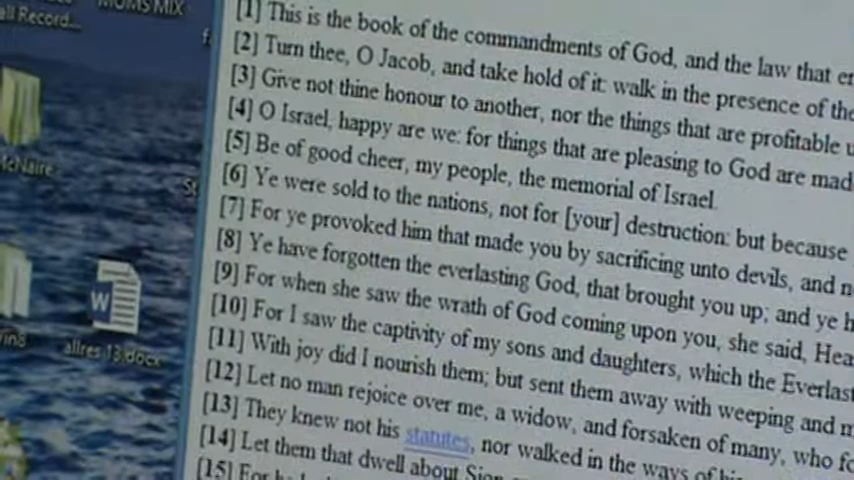 MOMS MIX
all Record...
[1] This is the book of the commandments of God, and the law that
[2] Turn thee, O Jacob, and take hold of it: walk in the presence of the
[3] Give not thine honour to another, nor the things that are profitable
[4] O Israel, happy are we: for things that are pleasing to God are mad
[5] Be of good cheer, my people, the memorial of Israel.
[6] Ye were sold to the nations, not for [your] destruction: but because
[7] For ye provoked him that made you by sacrificing unto devils, and
[8] Ye have forgotten the everlasting God, that brought you up; and ye
[9] For when she saw the wrath of God coming upon you, she said, Hea
[10] For I saw the captivity of my sons and daughters, which the Everlast
[11] With joy did I nourish them; but sent them away with weeping and
[12] Let no man rejoice over me, a widow, and forsaken of many, who
[13] They knew not his statutes, nor walked in the ways of
[14] Let them that dwell about Sion
[15] For
McNaire
allres 13.docx